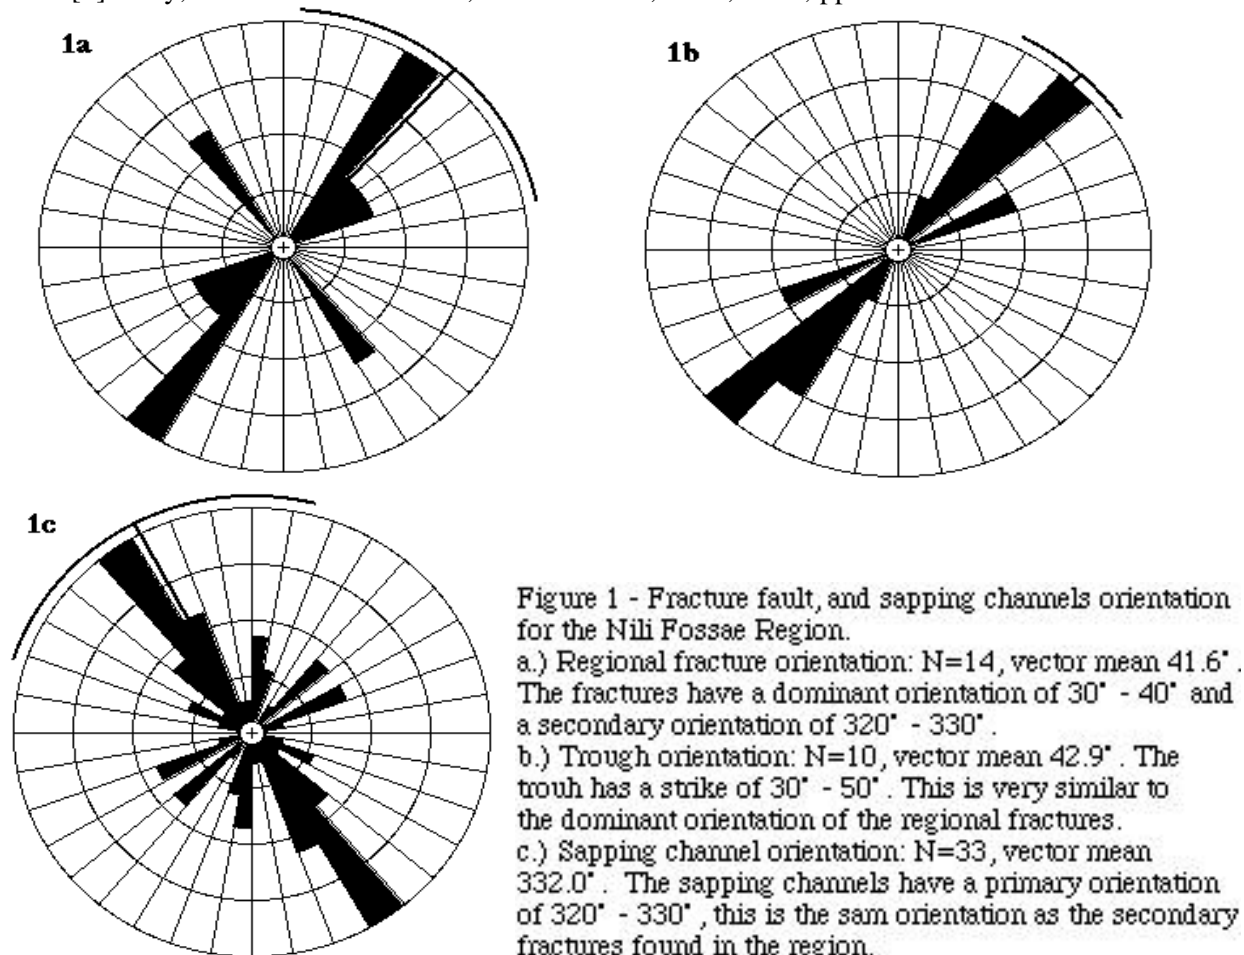 1a
1b
1c
Figure 1 - Fracture fault, and sapping channels orientation
for the Nili Fossae Region.
a.) Regional fracture orientation: N=14, vector mean 41.6° .
The fractures have a dominant orientation of 30° - 40° and
a secondary orientation of 320° - 330° .
b.) Trough orientation: N=10, vector mean 42.9° . The
trouh has a strike of 30° - 50° . This is very similar to
the dominant orientation of the regional fractures.
c.) Sapping channel orientation: N=33, vector mean
332.0° . The sapping channels have a primary orientation
of 320° - 330° , this is the sam orientation as the secondary
fractures found in the region.